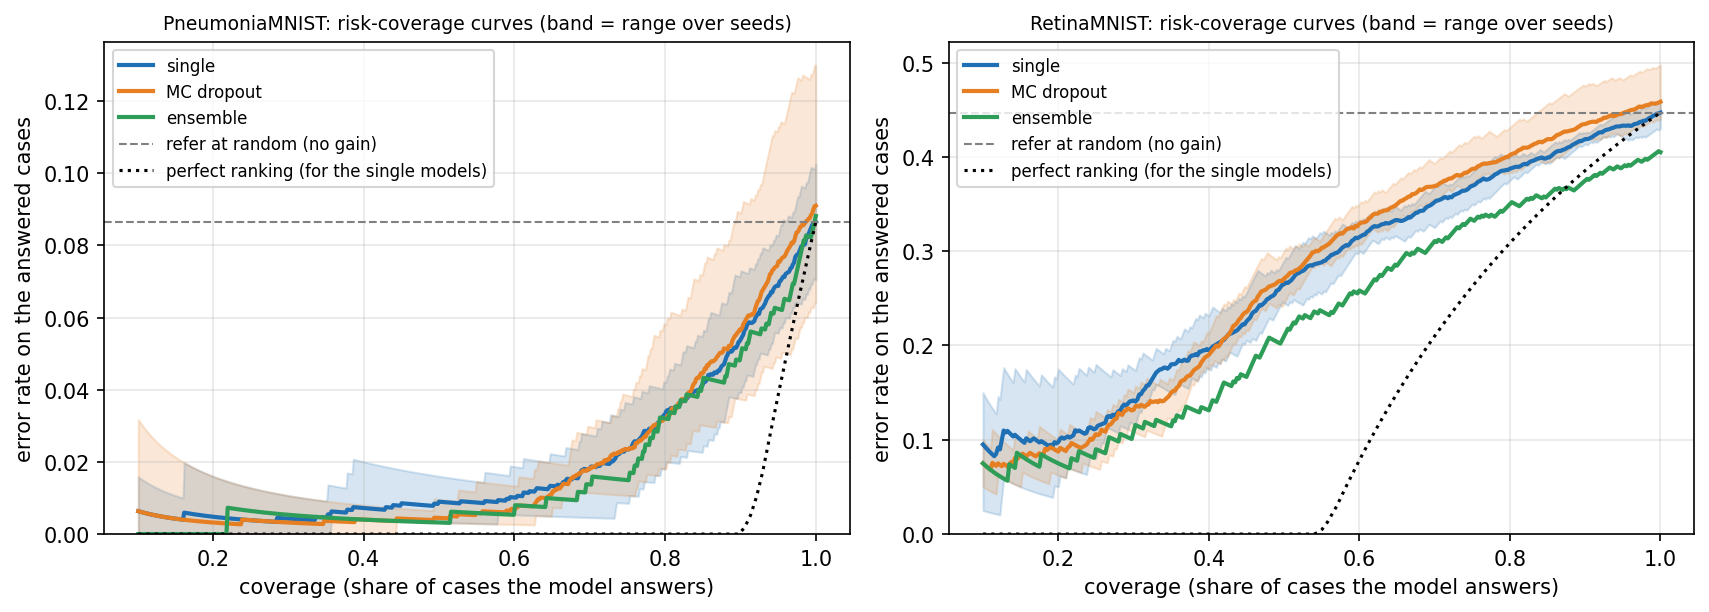 PneumoniaMNIST: risk-coverage curves (band = range over seeds)
single
MC dropout
ensemble
refer at random (no gain)
perfect ranking (for the single models)
0.12
0.10
0.08
0.06
0.04
0.02
0.00
error rate on the answered cases
0.2
0.4
0.6
0.8
1.0
coverage (share of cases the model answers)
RetinaMNIST: risk-coverage curves (band = range over seeds)
single
MC dropout
ensemble
refer at random (no gain)
perfect ranking (for the single models)
0.5
0.4
0.3
0.2
0.1
0.0
error rate on the answered cases
0.2
0.4
0.6
0.8
1.0
coverage (share of cases the model answers)